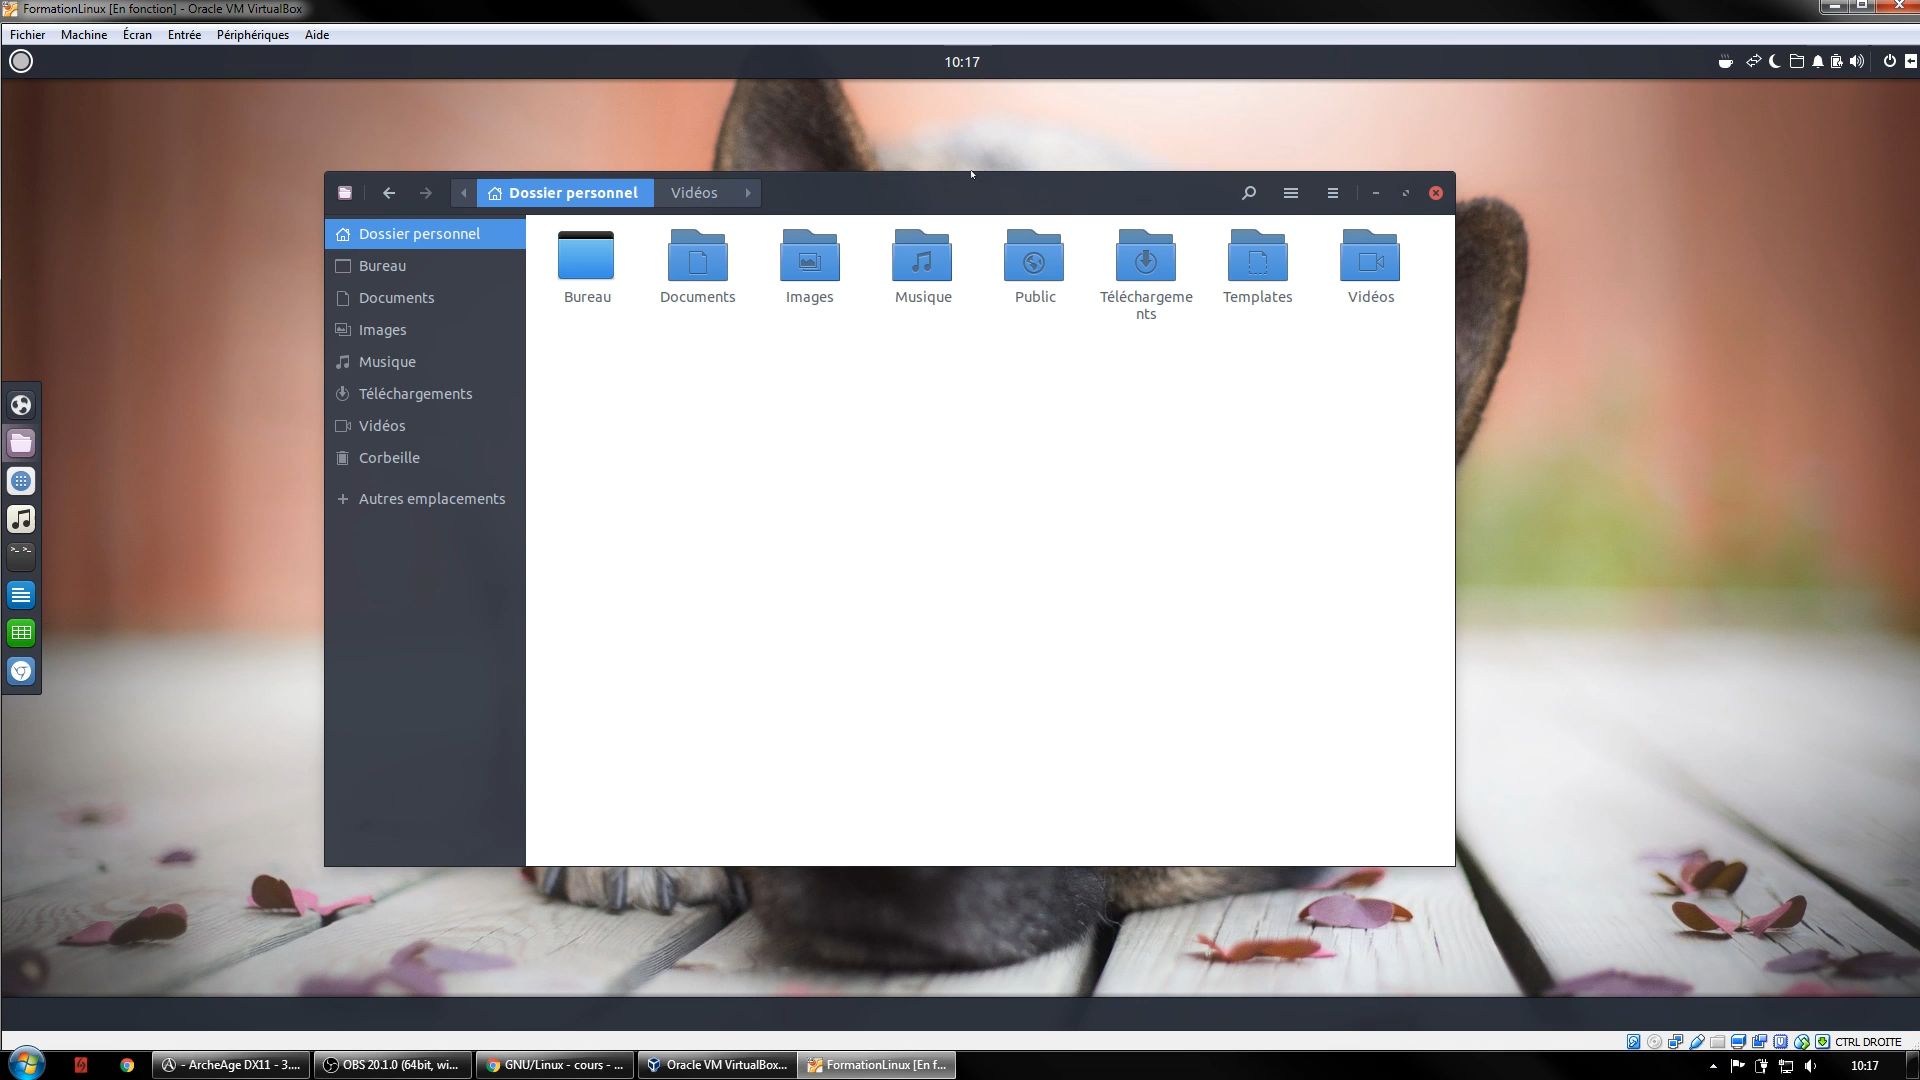 FormationLinux [En fonction] - Oracle VM VirtualBox
Fichier Machine Écran Entrée Périphériques Aide
10:17
Dossier personnel Vidéos
Dossier personnel
Bureau
Documents
Images
Musique
Téléchargements
Vidéos
Corbeille
Autres emplacements
Bureau Documents Images Musique Public Téléchargeme
nts Templates Vidéos
CTRL DROITE
- ArcheAge DX11 - 3.... OBS 20.1.0 (64bit, wi... GNU/Linux - cours - ... Oracle VM VirtualBox... FormationLinux [En f... 10:17